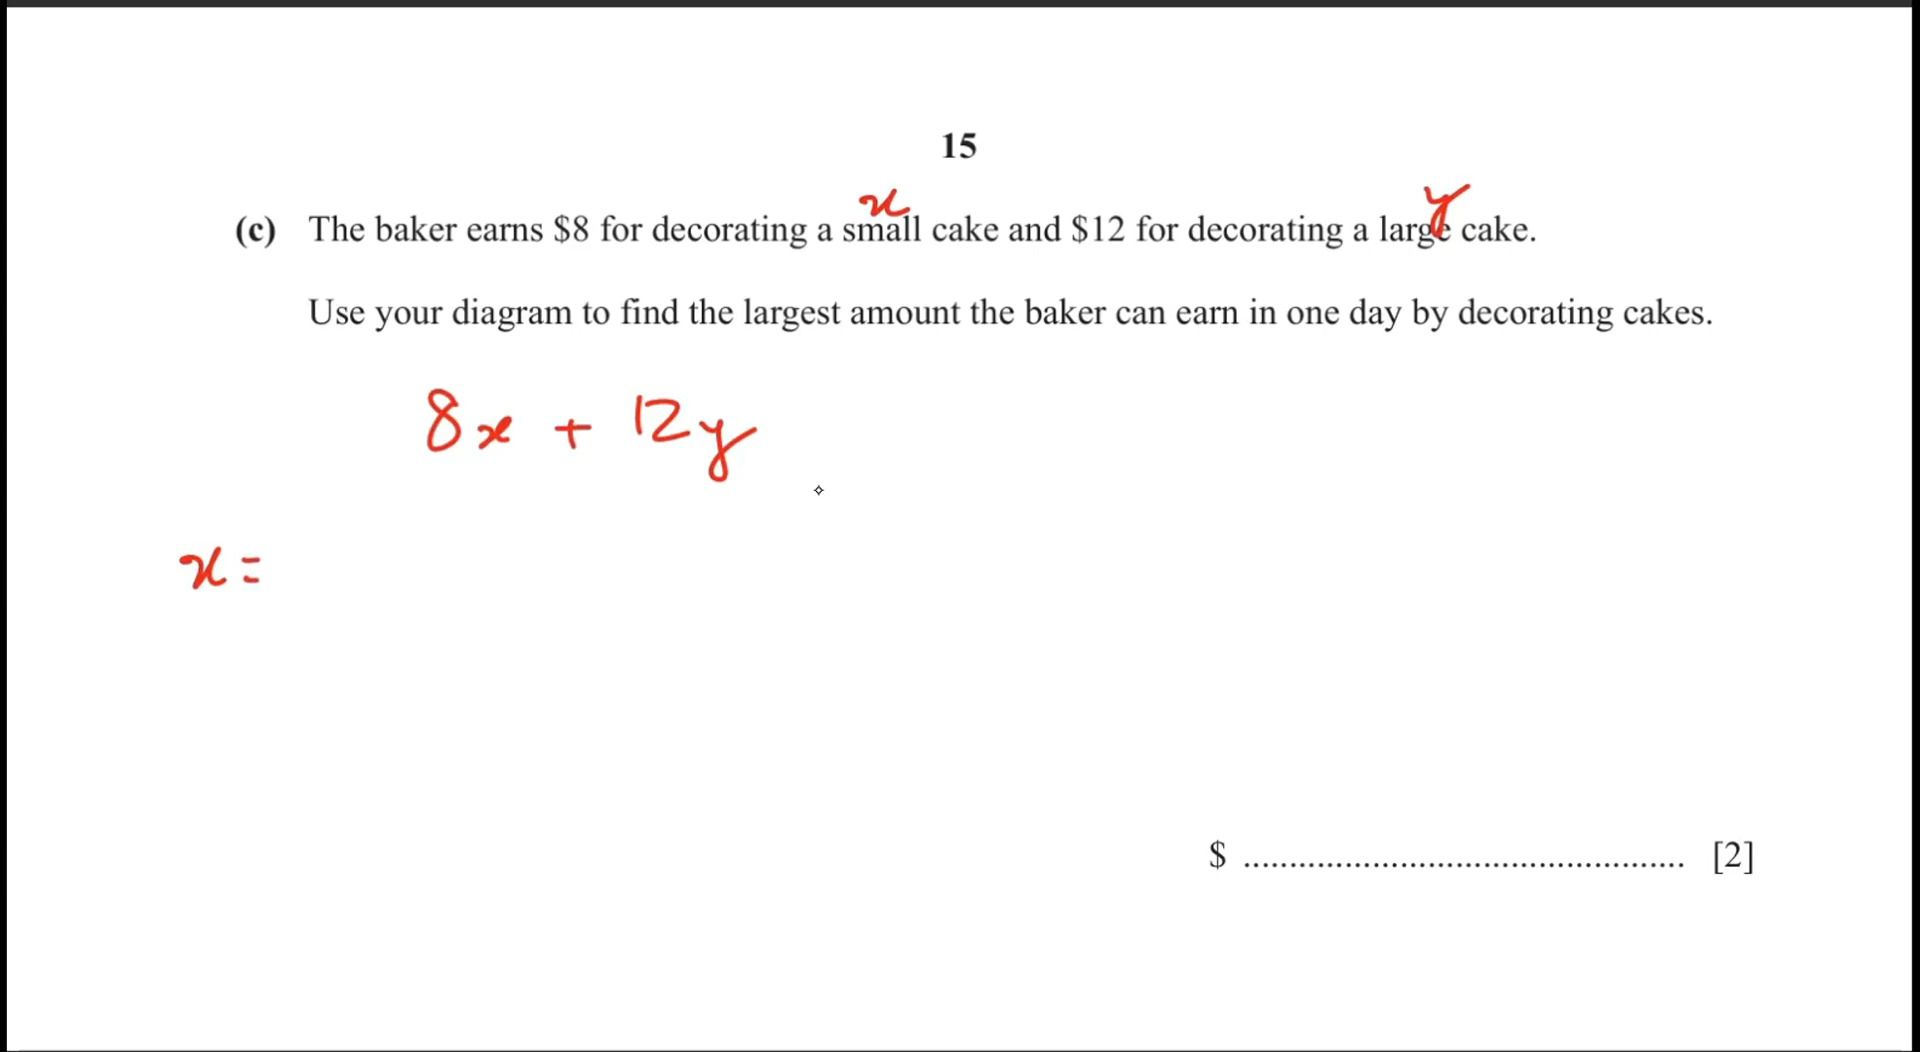 15
x y
(c) The baker earns $8 for decorating a small cake and $12 for decorating a large cake.
Use your diagram to find the largest amount the baker can earn in one day by decorating cakes.
8x + 12y
x =
$ ................................................ [2]